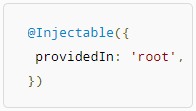 @Injectable({
 providedIn: 'root',
})